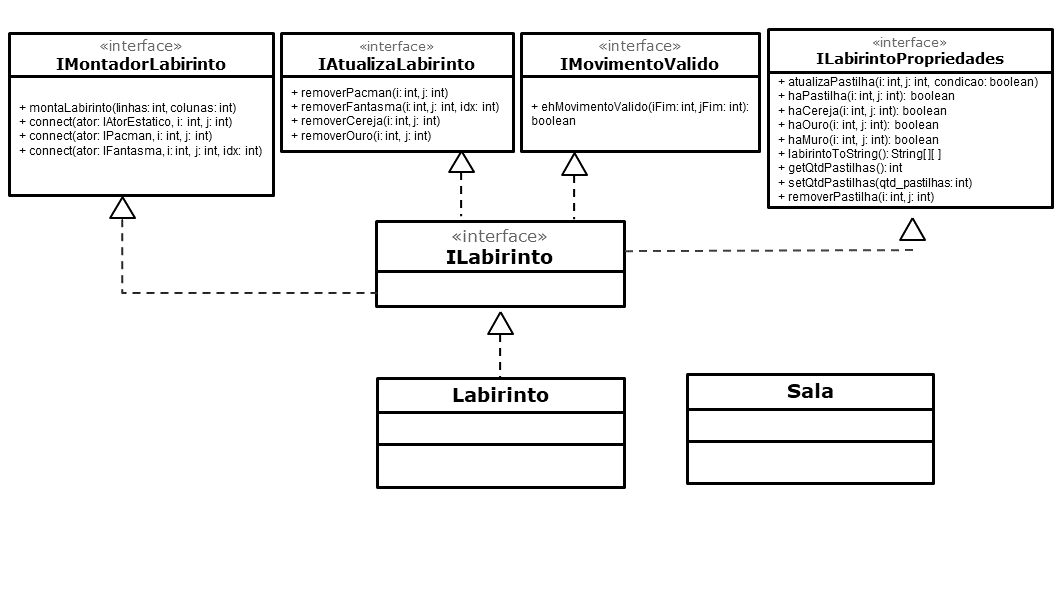 «interface»
IMontadorLabirinto
+ montaLabirinto(linhas: int, colunas: int)
+ connect(ator: IAtorEstatico, i: int, j: int)
+ connect(ator: IPacman, i: int, j: int)
+ connect(ator: IFantasma, i: int, j: int, idx: int)
«interface»
IAtualizaLabirinto
+ removerPacman(i: int, j: int)
+ removerFantasma(i: int, j: int, idx: int)
+ removerCereja(i: int, j: int)
+ removerOuro(i: int, j: int)
«interface»
IMovimentoValido
+ ehMovimentoValido(iFim: int, jFim: int):
boolean
«interface»
ILabirintoPropriedades
+ atualizaPastilha(i: int, j: int, condicao: boolean)
+ haPastilha(i: int, j: int): boolean
+ haCereja(i: int, j: int): boolean
+ haOuro(i: int, j: int): boolean
+ haMuro(i: int, j: int): boolean
+ labirintoToString(): String[ ][ ]
+ getQtdPastilhas(): int
+ setQtdPastilhas(qtd_pastilhas: int)
+ removerPastilha(i: int, j: int)
«interface»
ILabirinto
Labirinto
Sala